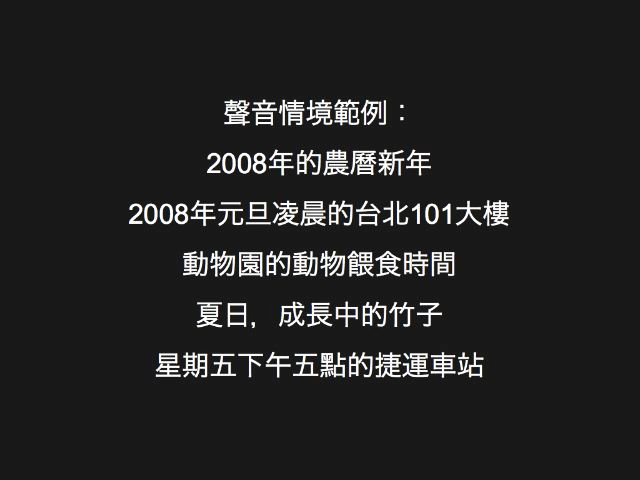 聲音情境範例：
2008年的農曆新年
2008年元旦凌晨的台北101大樓
動物園的動物餵食時間
夏日，成長中的竹子
星期五下午五點的捷運車站